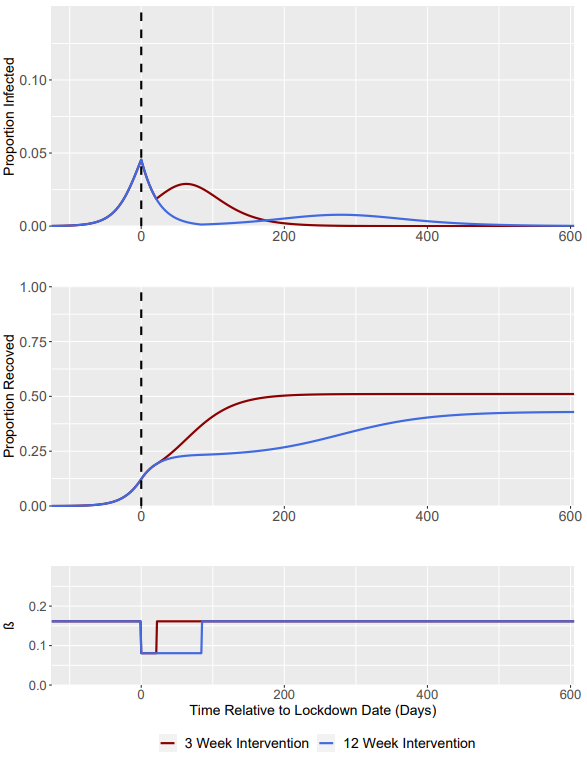 Proportion Infected
0.10
0.05
0.00
0 200 400 600
Proportion Recoved
1.00
0.75
0.50
0.25
0.00
0 200 400 600
ß
0.2
0.1
0.0
0 200 400 600
Time Relative to Lockdown Date (Days)
3 Week Intervention 12 Week Intervention